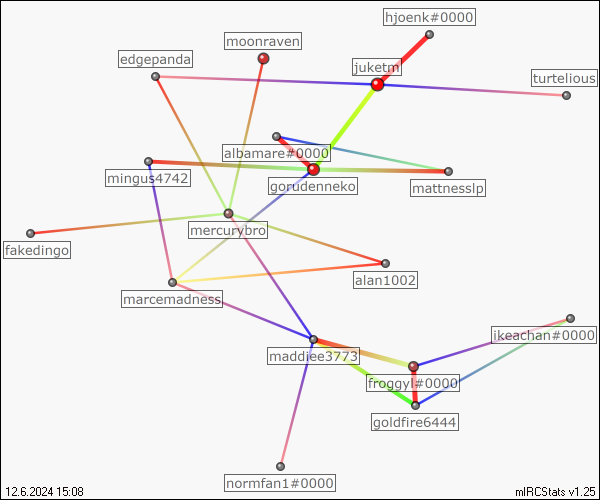 hjoenk#0000
moonraven
edgepanda
juketm
turtelious
albamare#0000
mingus4742
gorudenneko
mattnesslp
mercurybro
fakedingo
alan1002
marcemadness
ikeachan#0000
maddiee3773
froggyl#0000
goldfire6444
normfan1#0000
12.6.2024 15:08
mIRCStats v1.25